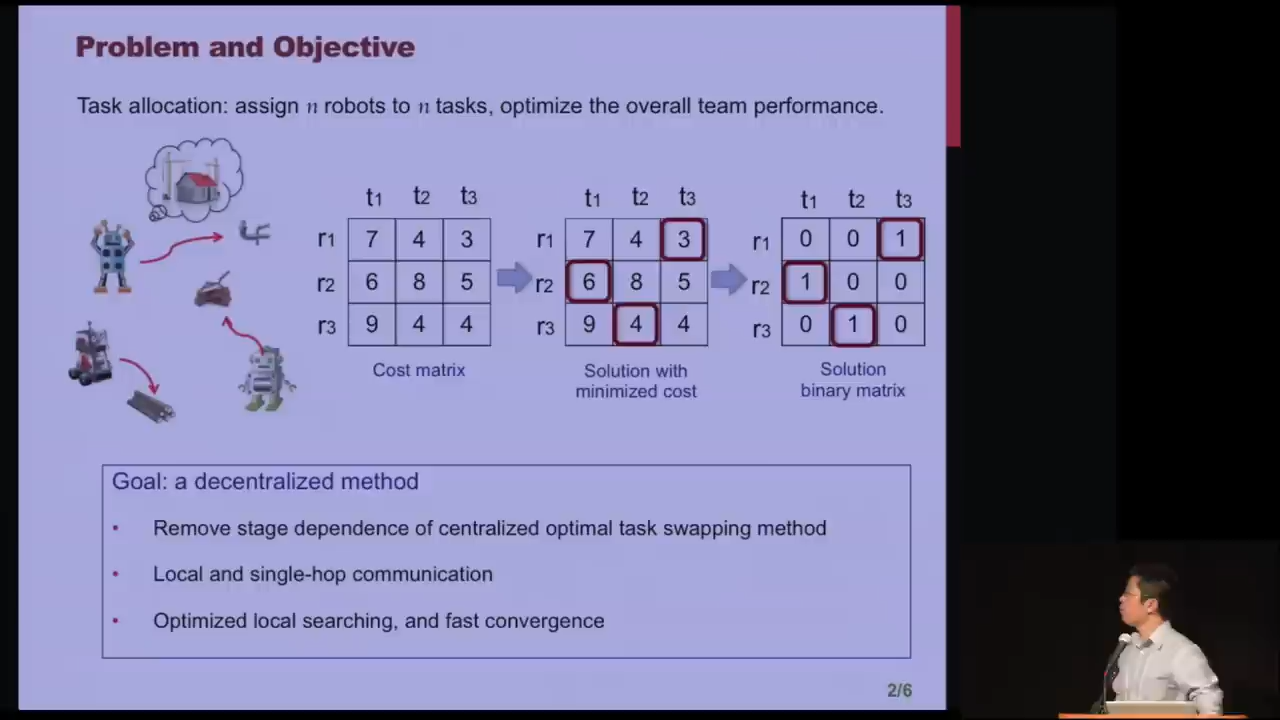 Problem and Objective
Task allocation: assign n robots to n tasks, optimize the overall team performance.
t1 t2 t3
r1 7 4 3
r2 6 8 5
r3 9 4 4
Cost matrix
t1 t2 t3
r1 7 4 3
r2 6 8 5
r3 9 4 4
Solution with
minimized cost
t1 t2 t3
r1 0 0 1
r2 1 0 0
r3 0 1 0
Solution
binary matrix
Goal: a decentralized method
• Remove stage dependence of centralized optimal task swapping method
• Local and single-hop communication
• Optimized local searching, and fast convergence
2/6